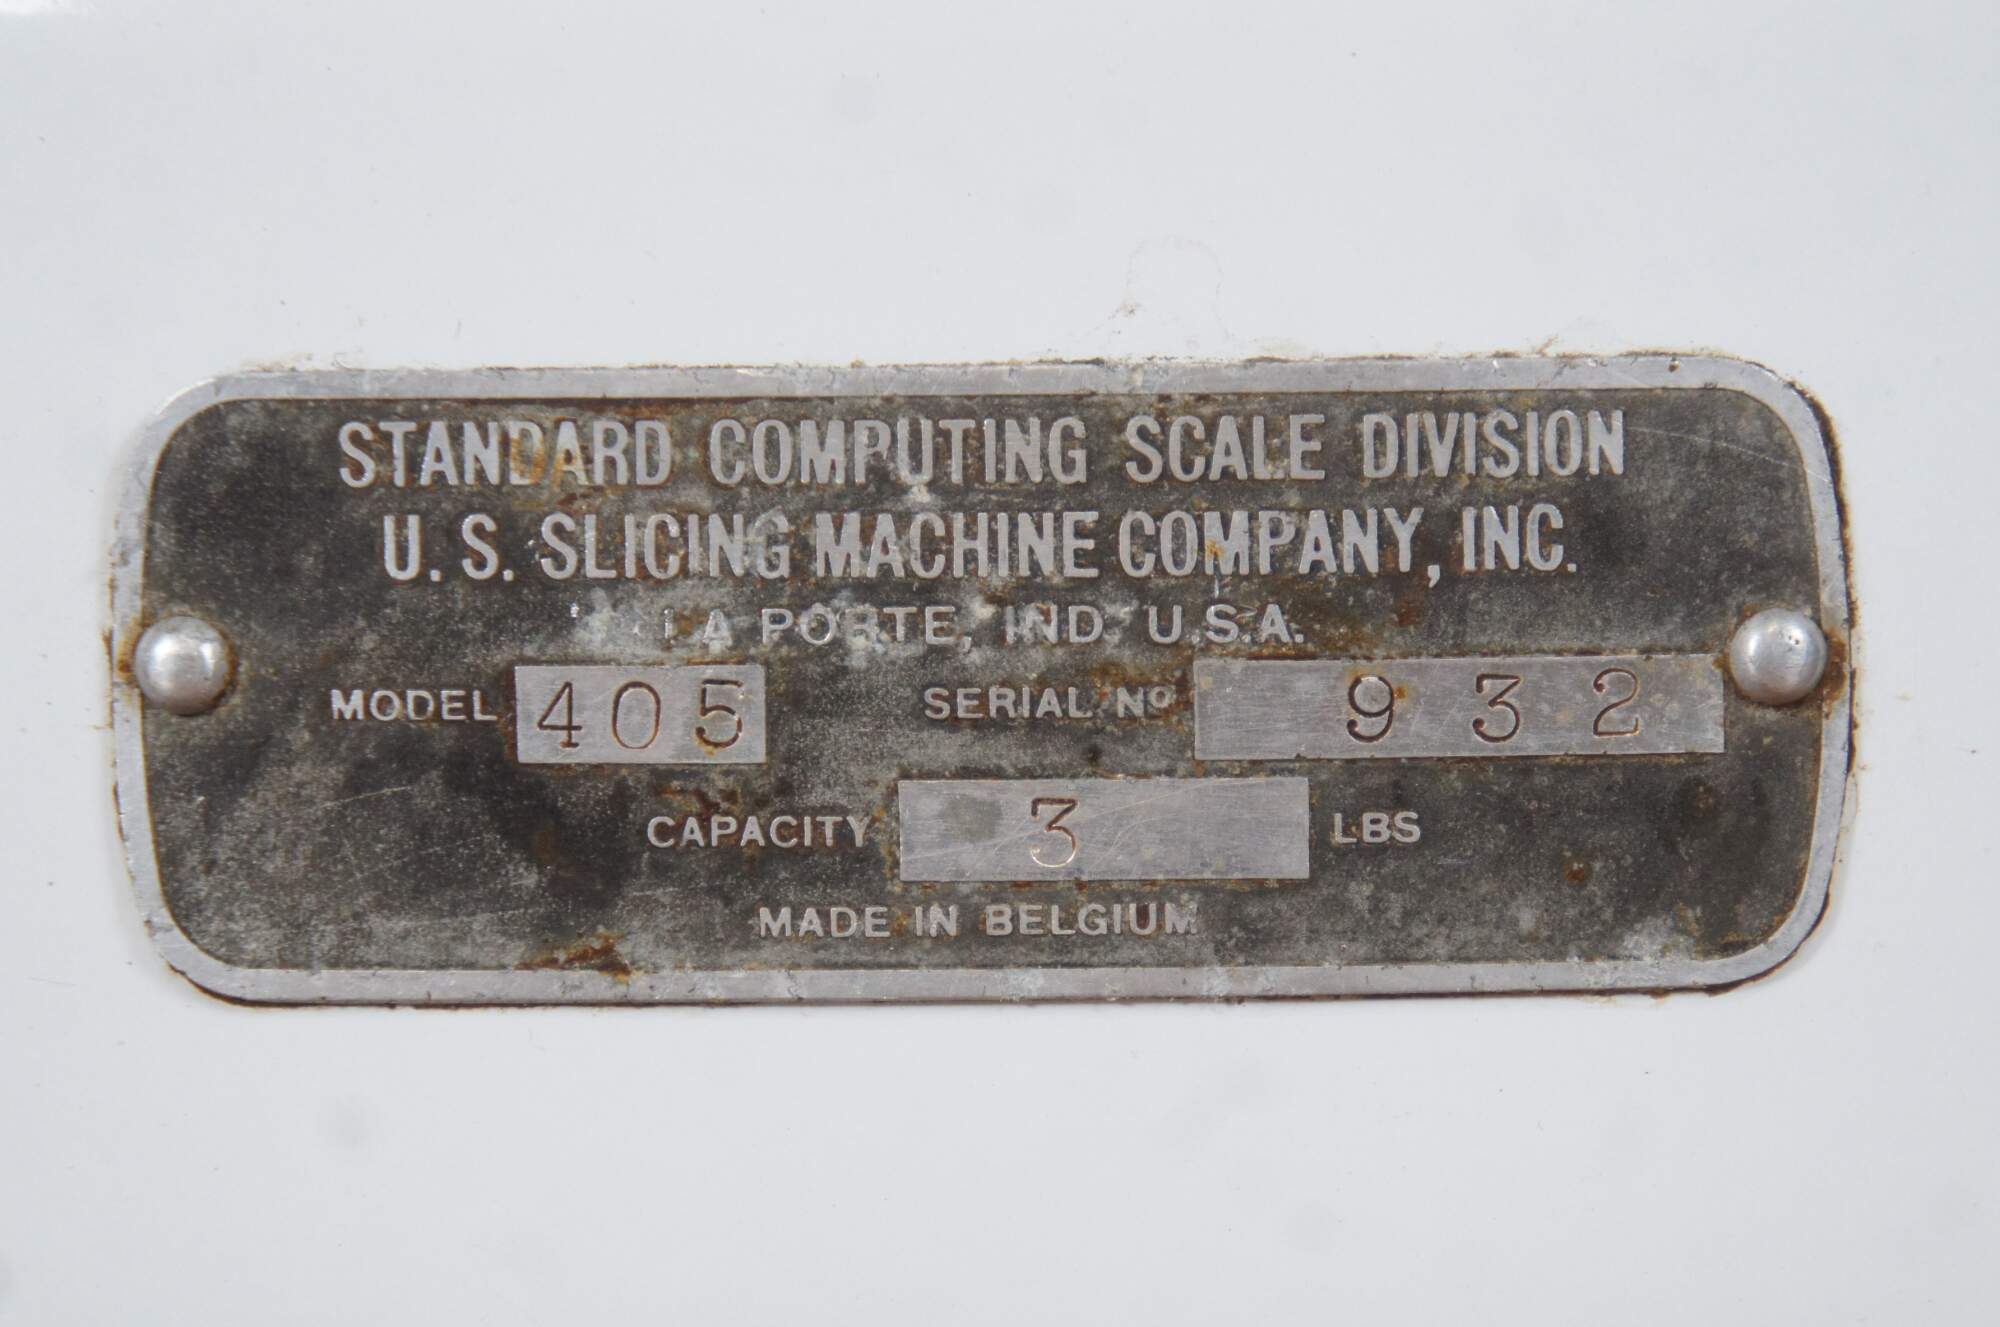 STANDARD COMPUTING SCALE DIVISION
U. S. SLICING MACHINE COMPANY, INC.
LA PORTE, IND. U.S.A.
MODEL 405 SERIAL Nº 932
CAPACITY 3 LBS
MADE IN BELGIUM